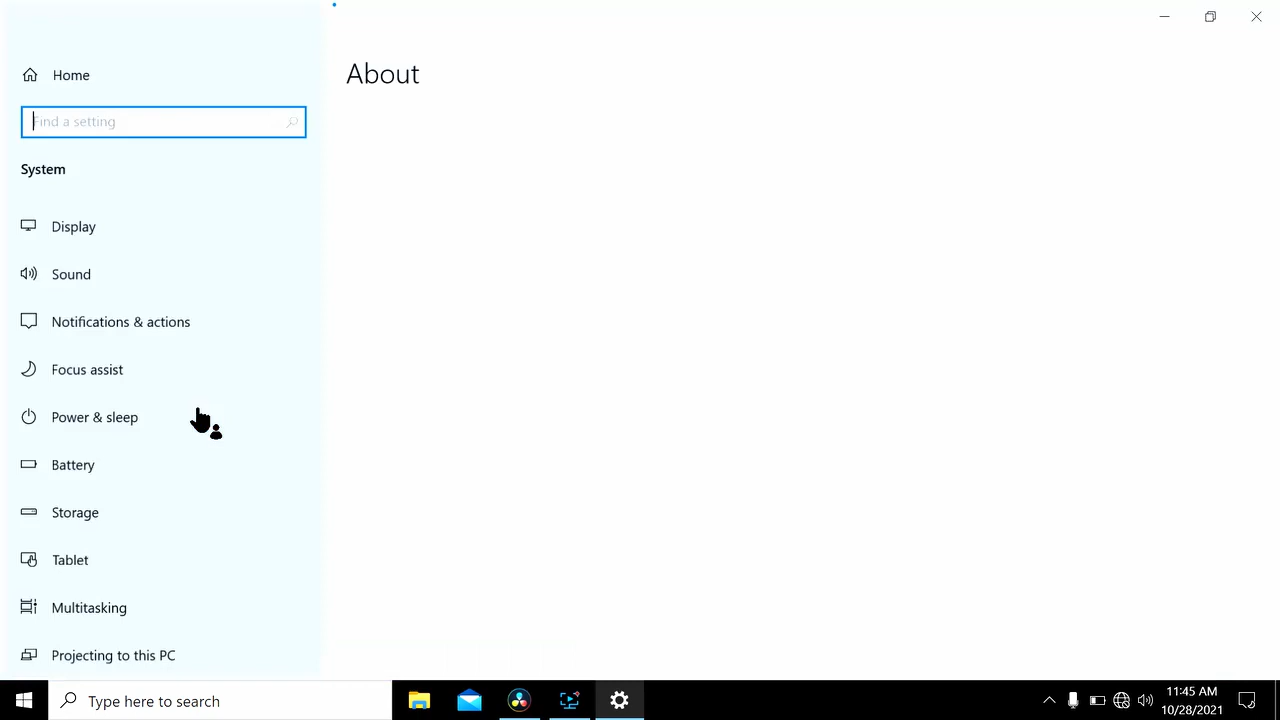 Home
About
Find a setting
System
Display
Sound
Notifications & actions
Focus assist
Power & sleep
Battery
Storage
Tablet
Multitasking
Projecting to this PC
Type here to search
11:45 AM
10/28/2021